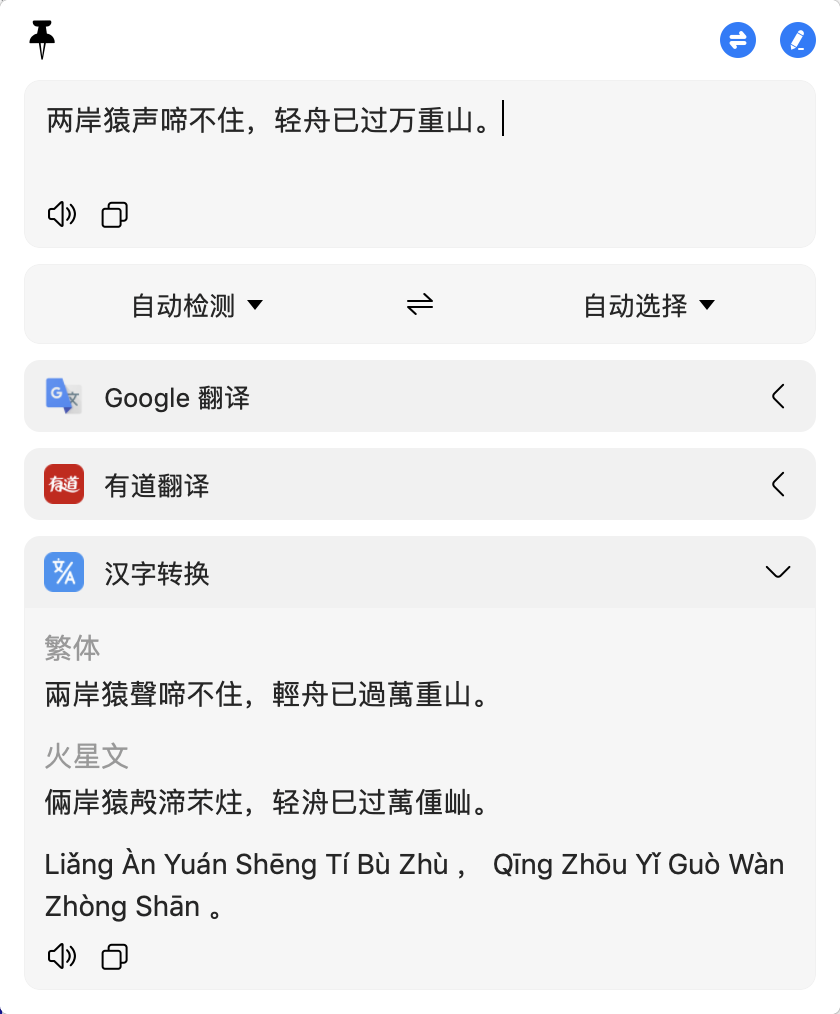 两岸猿声啼不住，轻舟已过万重山。
自动检测
自动选择
Google 翻译
有道翻译
汉字转换
繁体
兩岸猿聲啼不住，輕舟已過萬重山。
火星文
倆岸猿殸渧芣炷，轻洀巳过萬偅屾。
Liǎng Àn Yuán Shēng Tí Bù Zhù ， Qīng Zhōu Yǐ Guò Wàn
Zhòng Shān 。